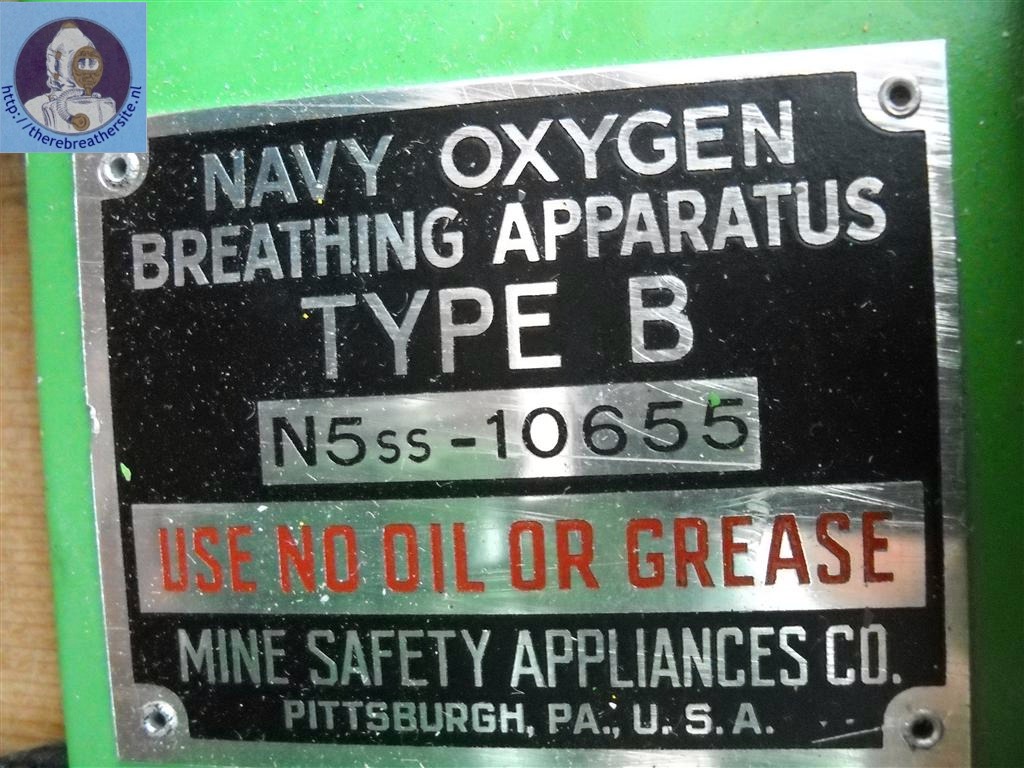 http://therebreathersite.nl
NAVY OXYGEN
BREATHING APPARATUS
TYPE B
N5ss-10655
USE NO OIL OR GREASE
MINE SAFETY APPLIANCES CO.
PITTSBURGH, PA., U. S. A.